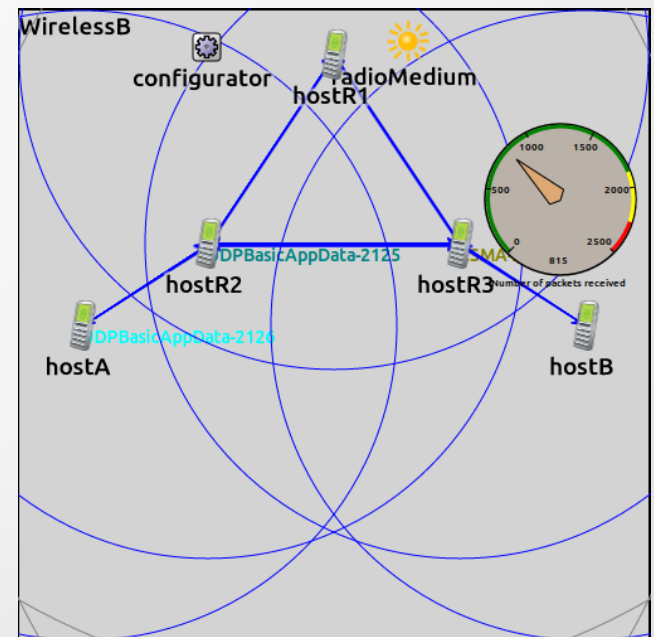 WirelessB
configurator
radioMedium
hostR1
1000
1500
500
2000
0
2500
815
Number of packets received
DPBasicAppData-2125
SMA
hostR2
hostR3
DPBasicAppData-2126
hostA
hostB